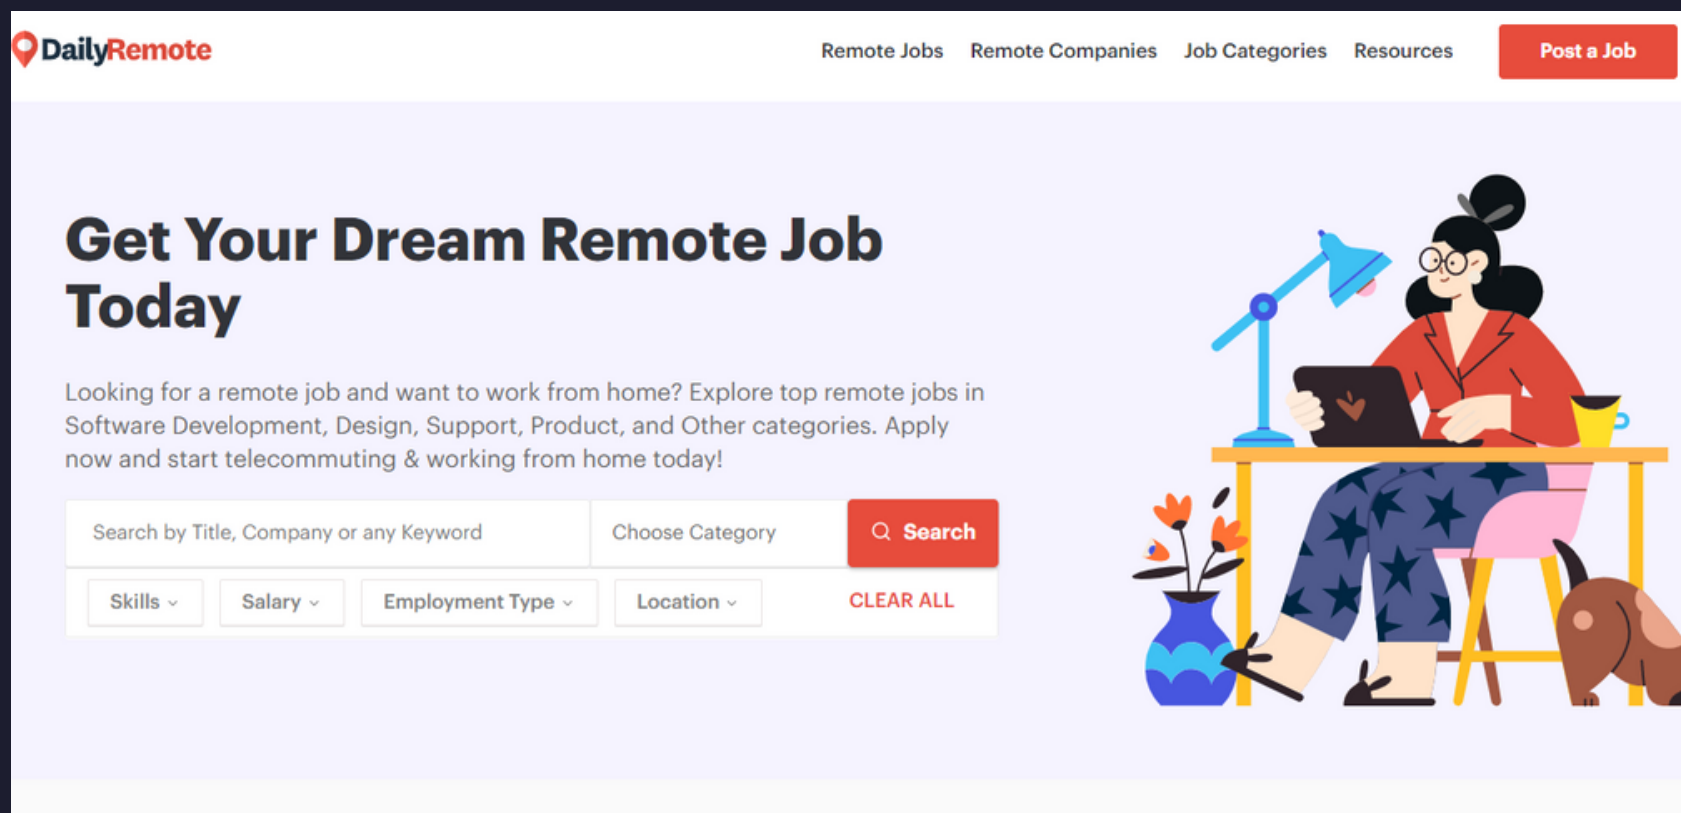 DailyRemote
Remote Jobs Remote Companies Job Categories Resources Post a Job
Get Your Dream Remote Job
Today
Looking for a remote job and want to work from home? Explore top remote jobs in
Software Development, Design, Support, Product, and Other categories. Apply
now and start telecommuting & working from home today!
Search by Title, Company or any Keyword Choose Category Search
Skills Salary Employment Type Location CLEAR ALL